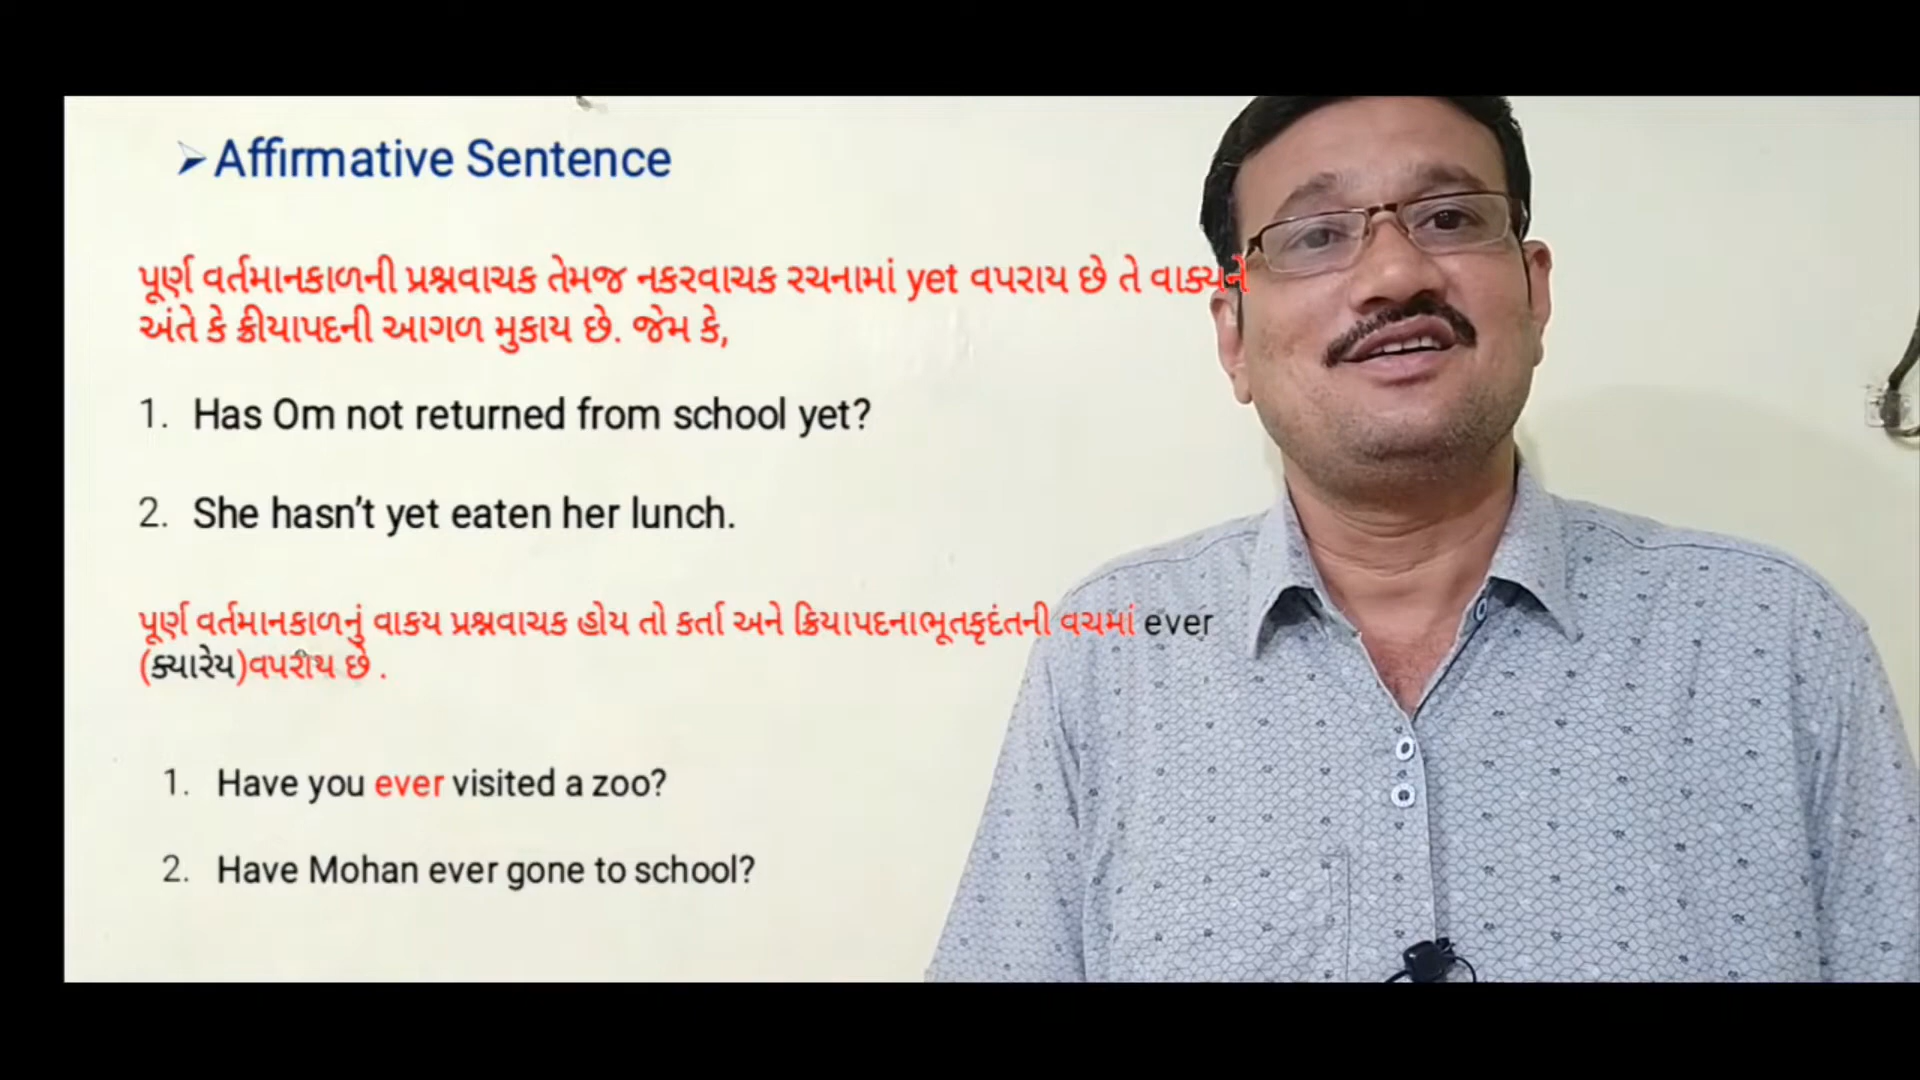 ➢ Affirmative Sentence
પૂર્ણ વર્તમાનકાળની પ્રશ્નવાચક તેમજ નકરવાચક રચનામાં yet વપરાય છે તે વાક્યને
અંતે કે ક્રીયાપદની આગળ મુકાય છે. જેમ કે,
1. Has Om not returned from school yet?
2. She hasn't yet eaten her lunch.
પૂર્ણ વર્તમાનકાળનું વાકય પ્રશ્નવાચક હોય તો કર્તા અને ક્રિયાપદનાભૂતકૃદંતની વચમાં ever
(ક્યારેય)વપરીથ છે .
1. Have you ever visited a zoo?
2. Have Mohan ever gone to school?